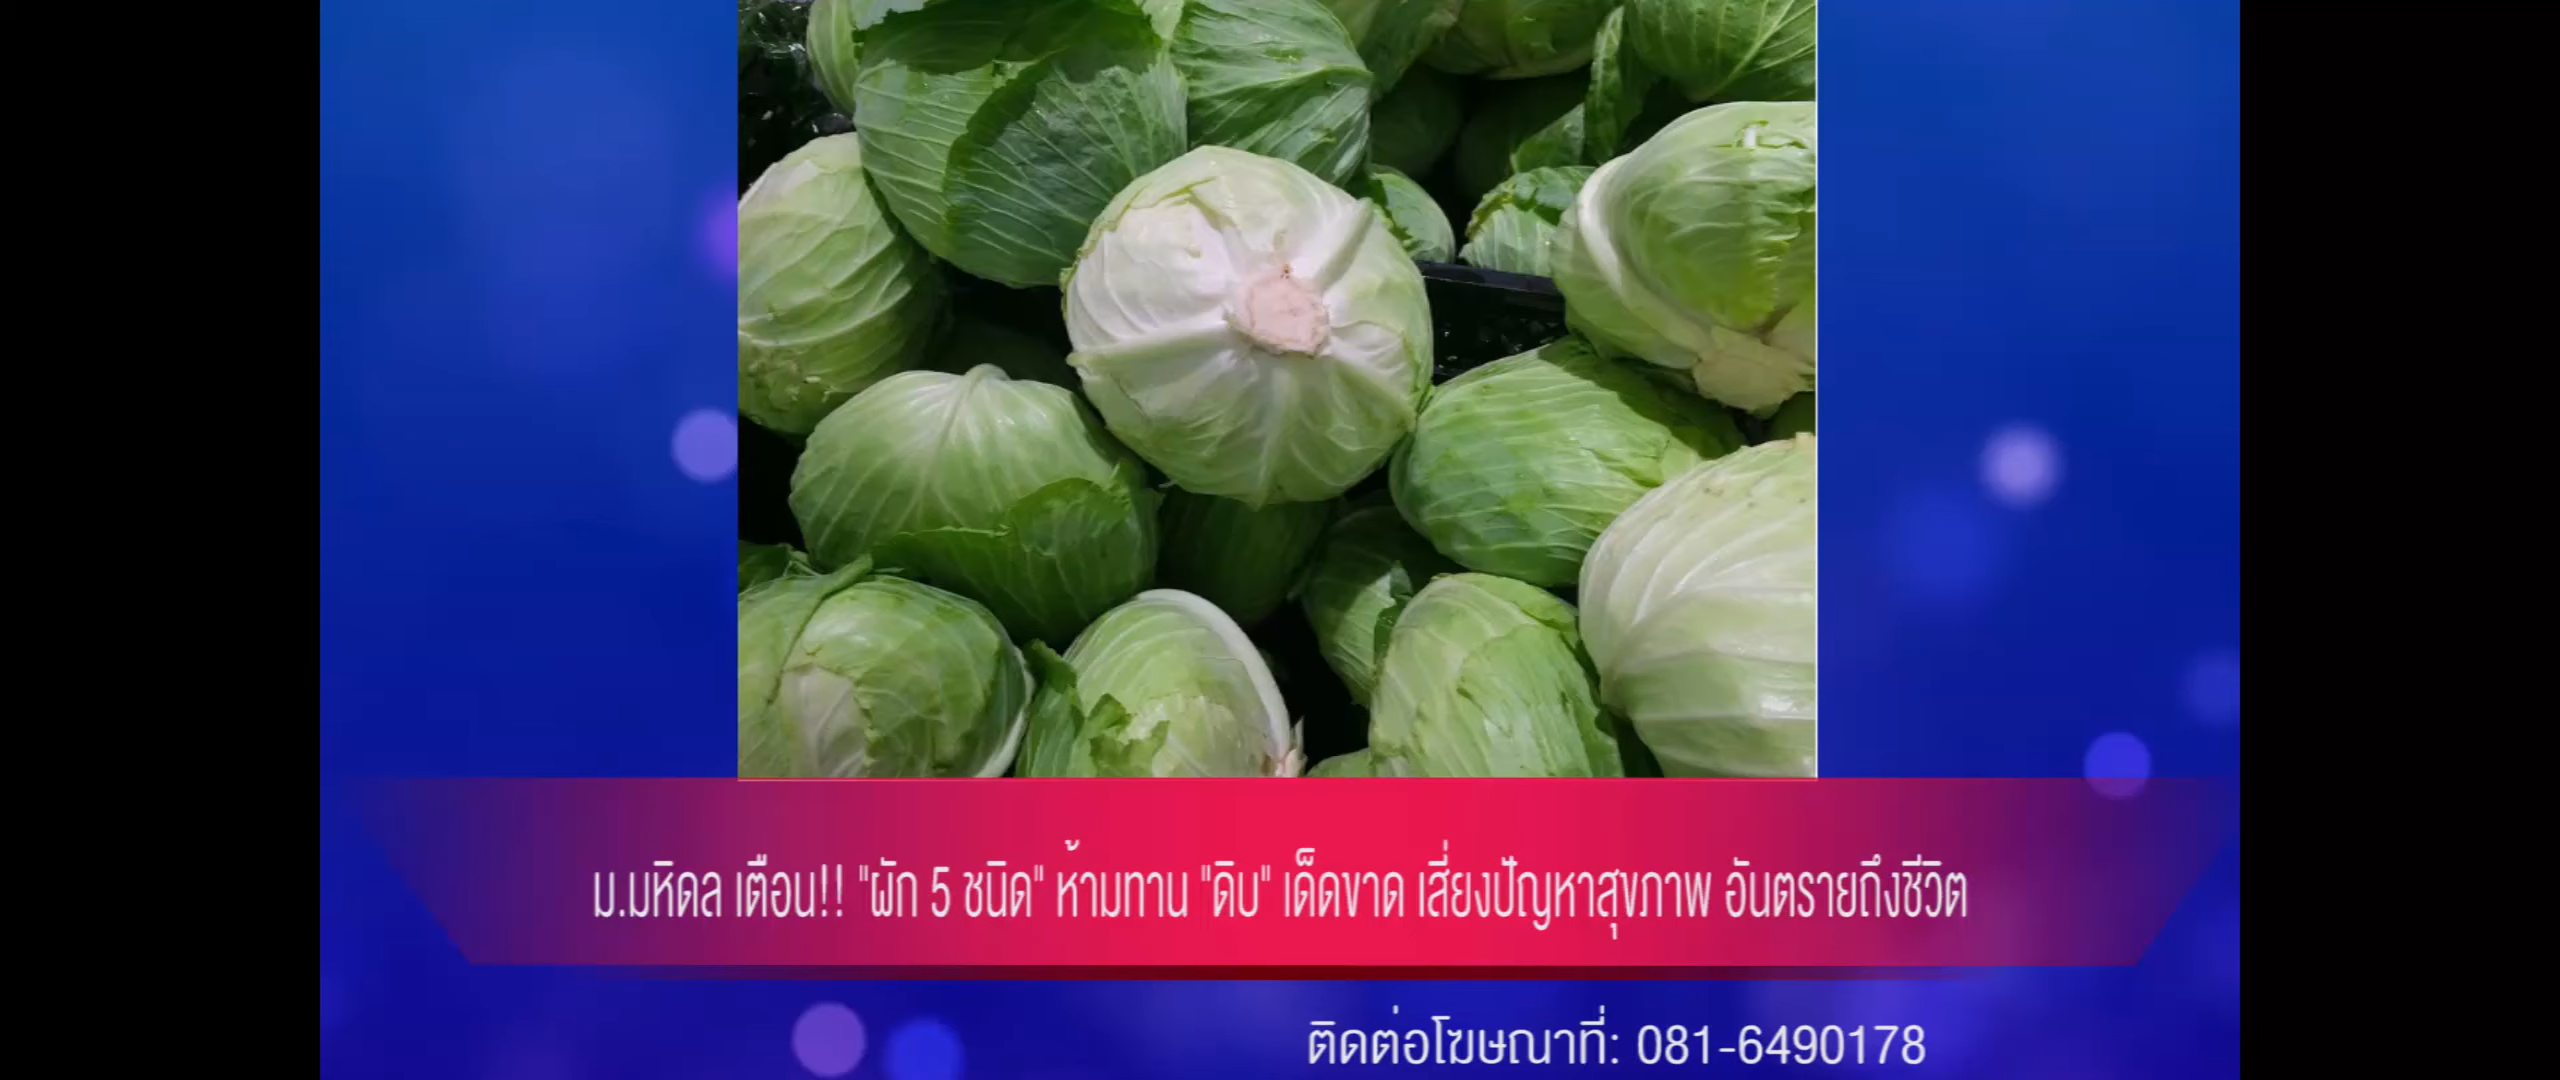 ม.มหิดล เตือน!! "ผัก 5 ชนิด" ห้ามทาน "ดิบ" เด็ดขาด เสี่ยงปัญหาสุขภาพ อันตรายถึงชีวิต
ติดต่อโฆษณาที่: 081-6490178